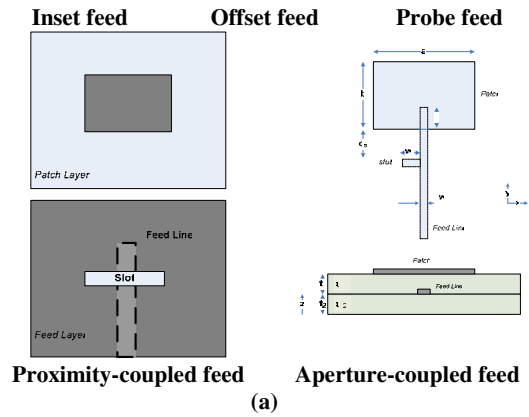 Inset feed Offset feed Probe feed
Patch Layer
Feed Line
Slot
Feed Layer
Patch
slut
w
Feed Line
Patch
Feed Line
Proximity-coupled feed Aperture-coupled feed
(a)